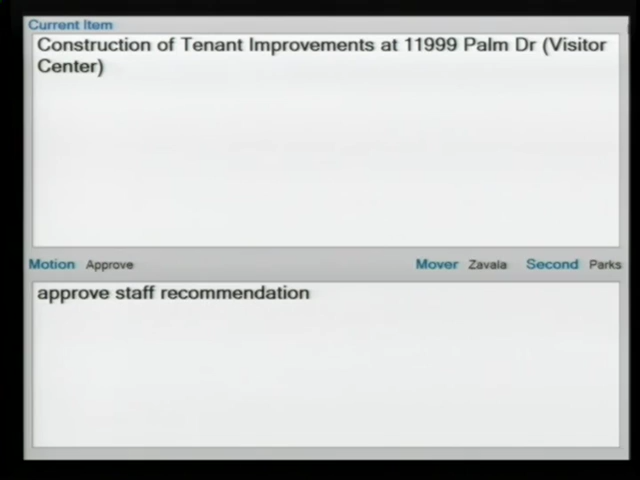 Current Item
Construction of Tenant Improvements at 11999 Palm Dr (Visitor
Center)
Motion Approve Mover Zavala Second Parks
approve staff recommendation